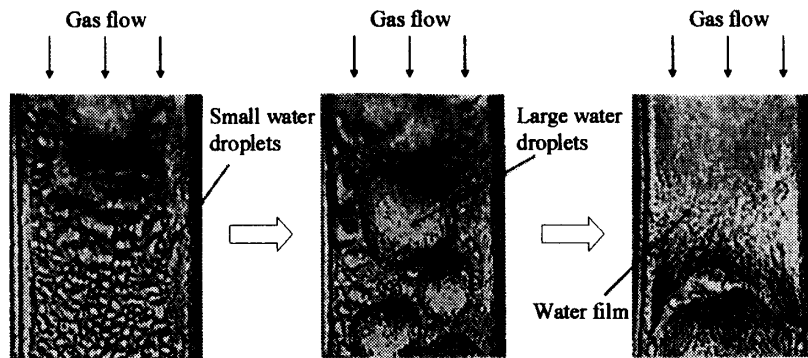 Gas flow
Gas flow
Gas flow
Small water
droplets
Large water
droplets
Water film